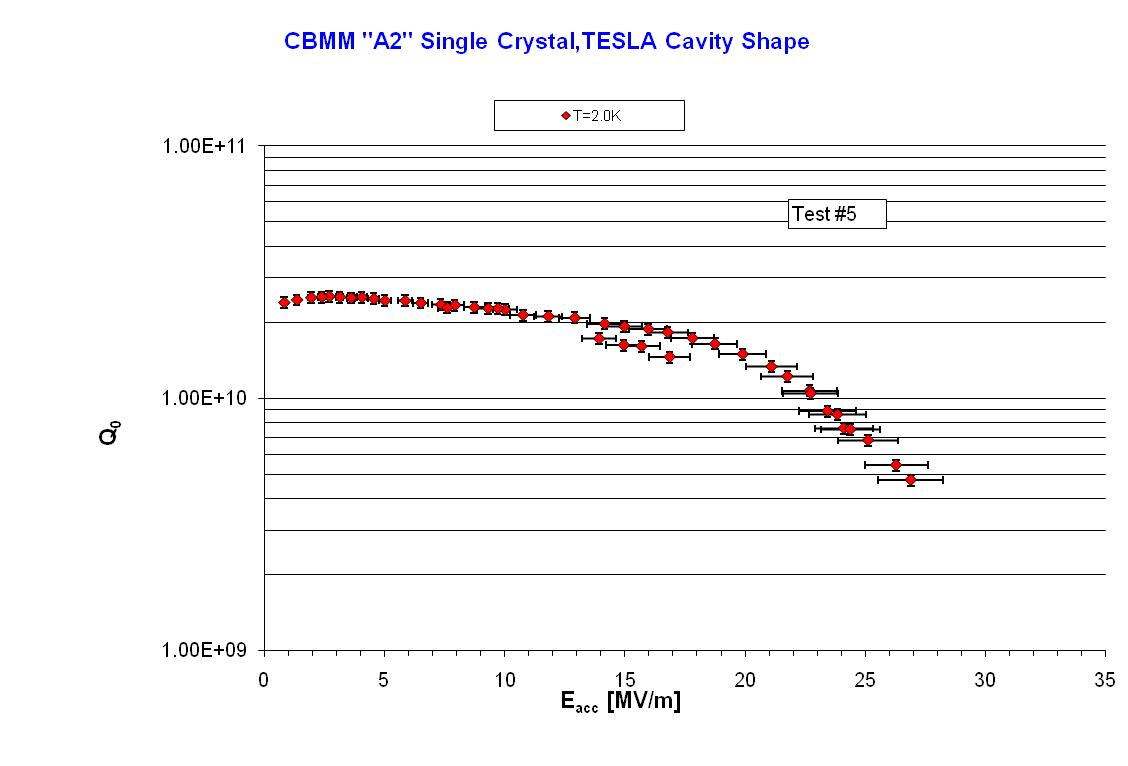 CBMM "A2" Single Crystal,TESLA Cavity Shape
T=2.0K
1.00E+11
Test #5
1.00E+10
Q0
1.00E+09
0 5 10 15 20 25 30 35
Eacc [MV/m]